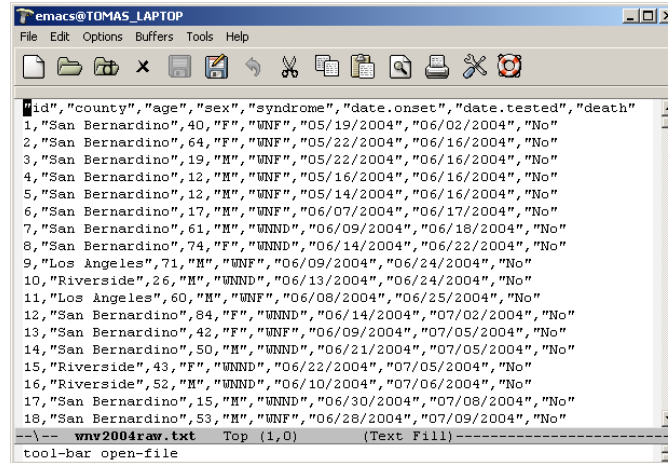 emacs@TOMAS_LAPTOP
File Edit Options Buffers Tools Help
"id","county","age","sex","syndrome","date.onset","date.tested","death"
1,"San Bernardino",40,"F","WNF","05/19/2004","06/02/2004","No"
2,"San Bernardino",64,"F","WNF","05/22/2004","06/16/2004","No"
3,"San Bernardino",19,"M","WNF","05/22/2004","06/16/2004","No"
4,"San Bernardino",12,"M","WNF","05/16/2004","06/16/2004","No"
5,"San Bernardino",12,"M","WNF","05/14/2004","06/16/2004","No"
6,"San Bernardino",17,"M","WNF","06/07/2004","06/17/2004","No"
7,"San Bernardino",61,"M","WNND","06/09/2004","06/18/2004","No"
8,"San Bernardino",74,"F","WNND","06/14/2004","06/22/2004","No"
9,"Los Angeles",71,"M","WNF","06/09/2004","06/24/2004","No"
10,"Riverside",26,"M","WNND","06/13/2004","06/24/2004","No"
11,"Los Angeles",60,"M","WNF","06/08/2004","06/25/2004","No"
12,"San Bernardino",84,"F","WNND","06/14/2004","07/02/2004","No"
13,"San Bernardino",42,"F","WNF","06/09/2004","07/05/2004","No"
14,"San Bernardino",50,"M","WNND","06/21/2004","07/05/2004","No"
15,"Riverside",43,"F","WNND","06/22/2004","07/05/2004","No"
16,"Riverside",52,"M","WNND","06/10/2004","07/06/2004","No"
17,"San Bernardino",15,"M","WNND","06/30/2004","07/08/2004","No"
18,"San Bernardino",53,"M","WNF","06/28/2004","07/09/2004","No"
--\-- wnv2004raw.txt Top (1,0) (Text Fill)------------------------
tool-bar open-file